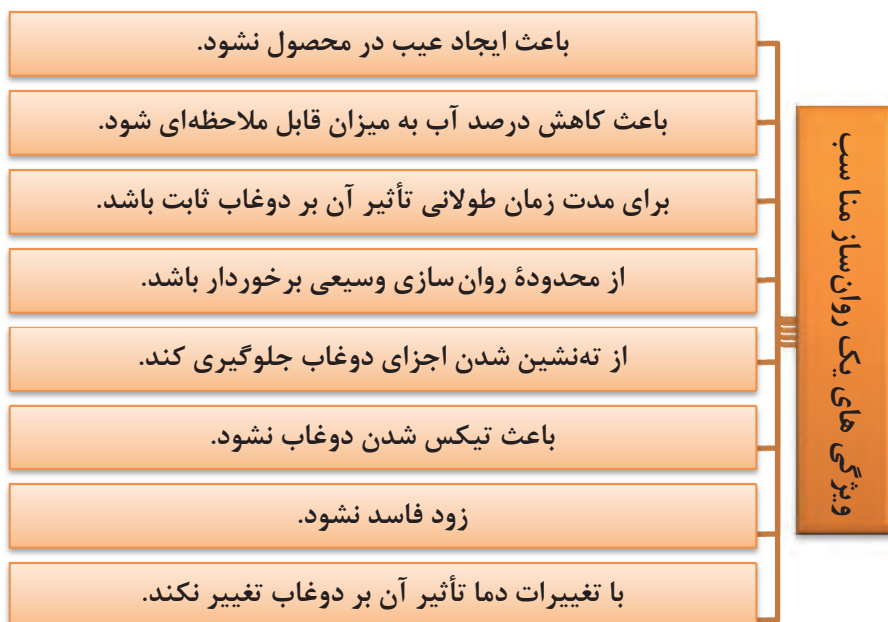 ویژگی های یک روان‌ساز منا سب
باعث ایجاد عیب در محصول نشود.
باعث کاهش درصد آب به میزان قابل ملاحظه‌ای شود.
برای مدت زمان طولانی تأثیر آن بر دوغاب ثابت باشد.
از محدودهٔ روان سازی وسیعی برخوردار باشد.
از ته‌نشین شدن اجزای دوغاب جلوگیری کند.
باعث تیکس شدن دوغاب نشود.
زود فاسد نشود.
با تغییرات دما تأثیر آن بر دوغاب تغییر نکند.